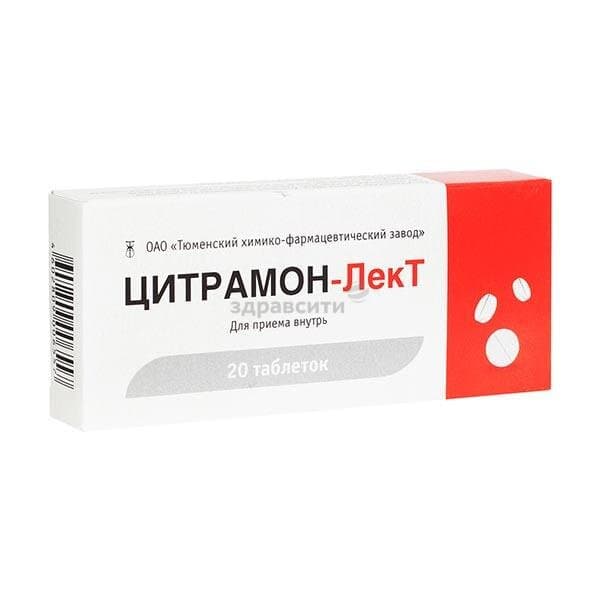 ОАО «Тюменский химико-фармацевтический завод»
ЦИТРАМОН-ЛекТ
здравсити
Для приема внутрь
20 таблеток